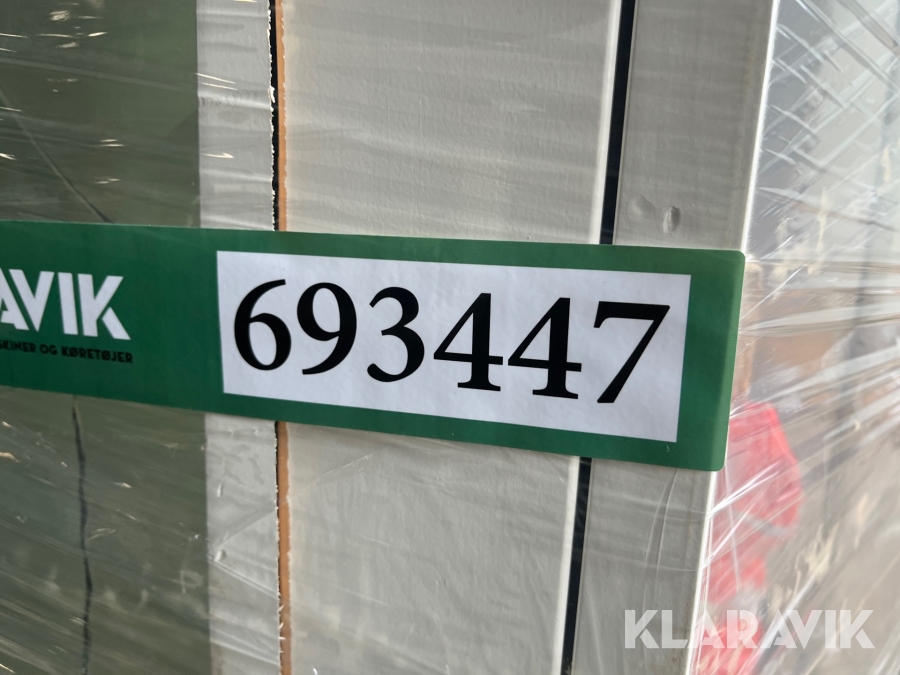 AVIK
SKINER OG KØRETØJER
693447
KLARAVIK